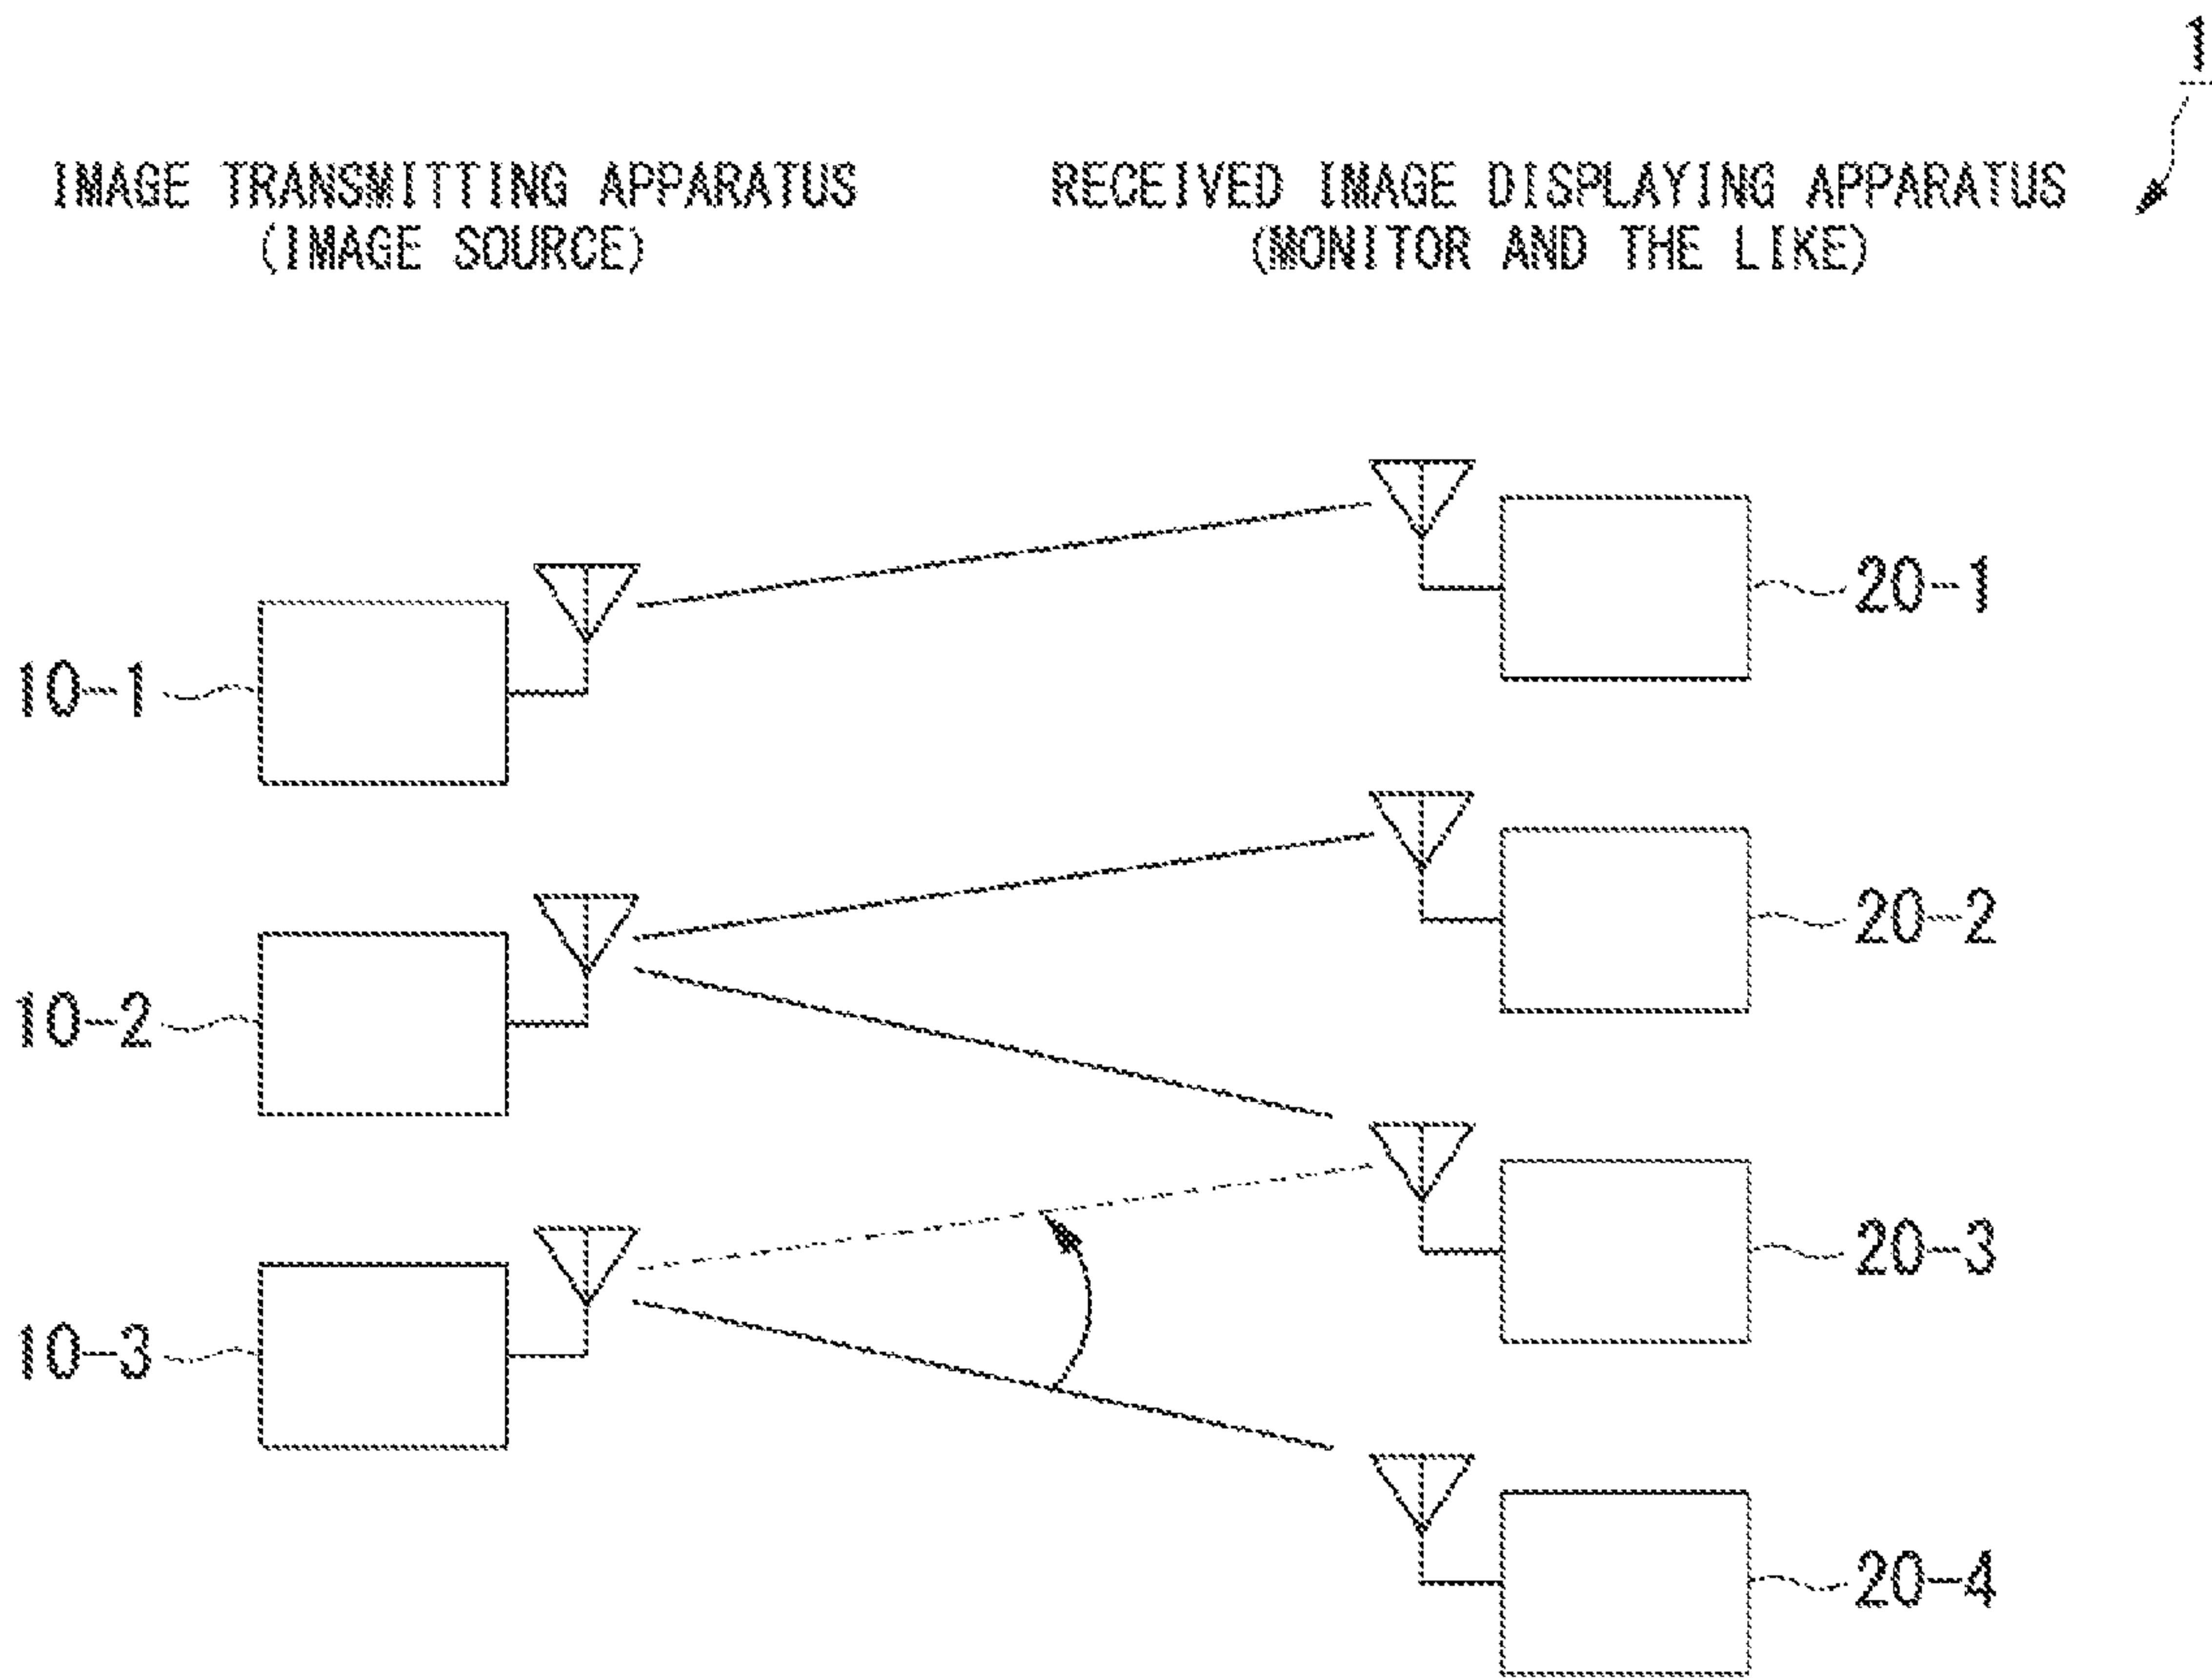 1
IMAGE TRANSMITTING APPARATUS
(IMAGE SOURCE)
RECEIVED IMAGE DISPLAYING APPARATUS
(MONITOR AND THE LIKE)
20-1
10-1
20-2
10-2
20-3
10-3
20-4